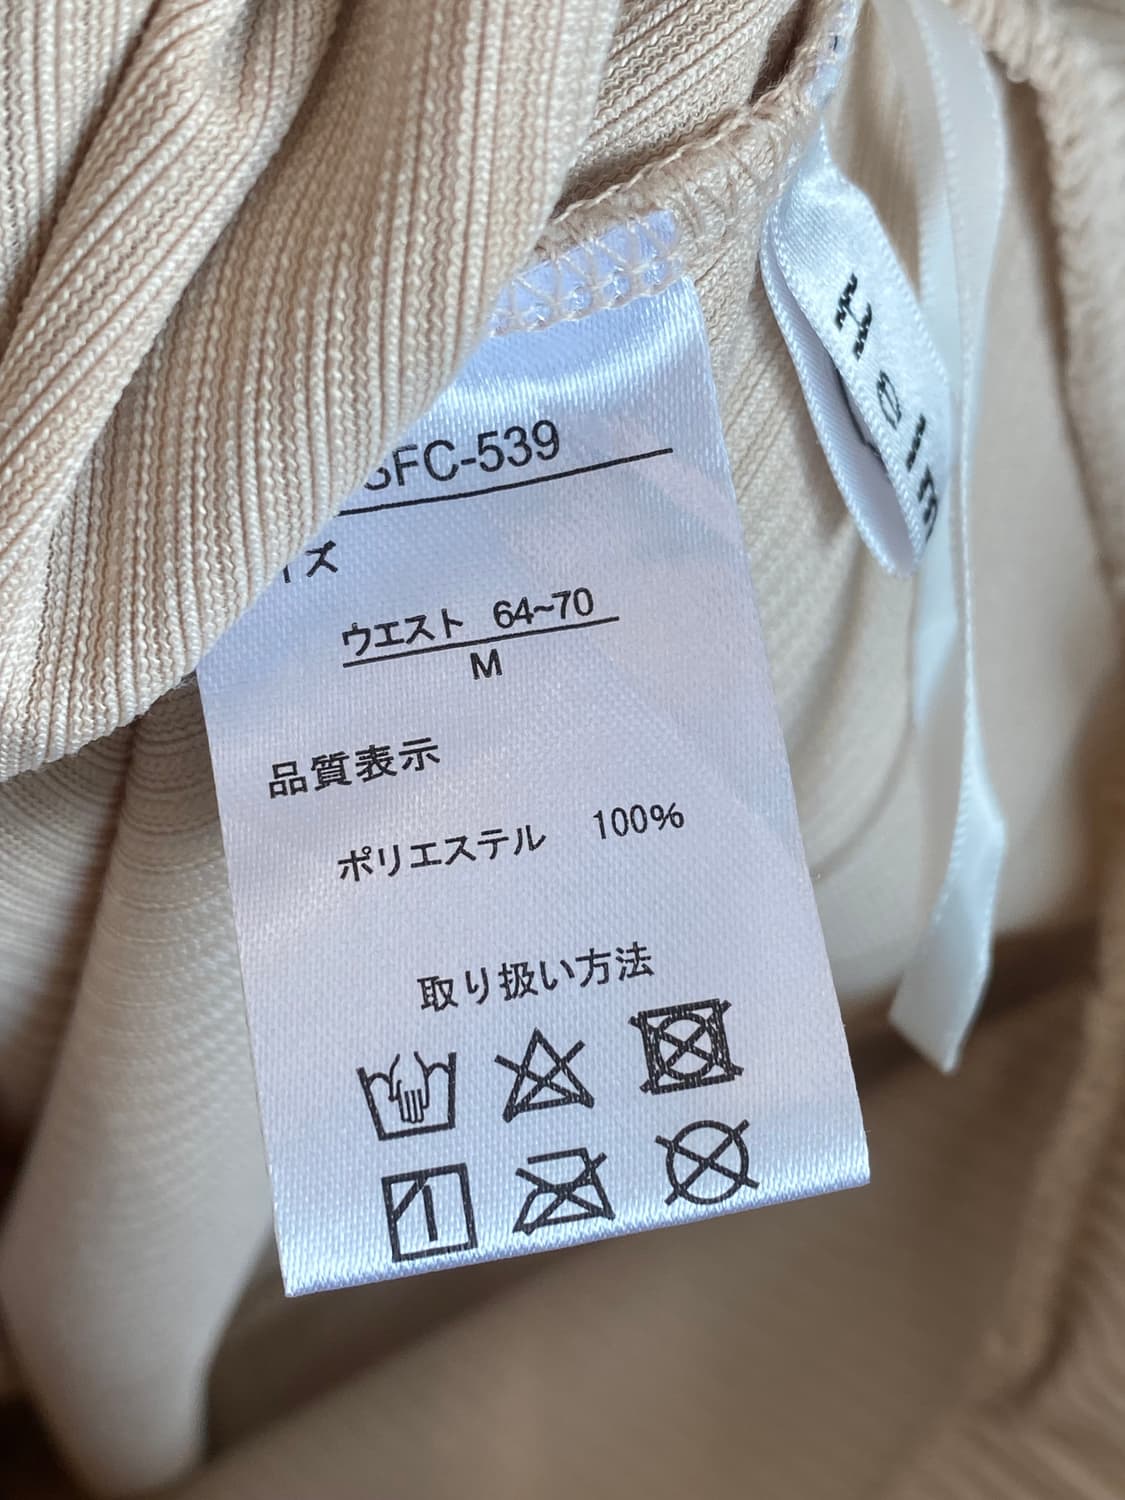 SFC-539
イズ
ウエスト 64~70
M
品質表示
ポリエステル 100%
取り扱い方法